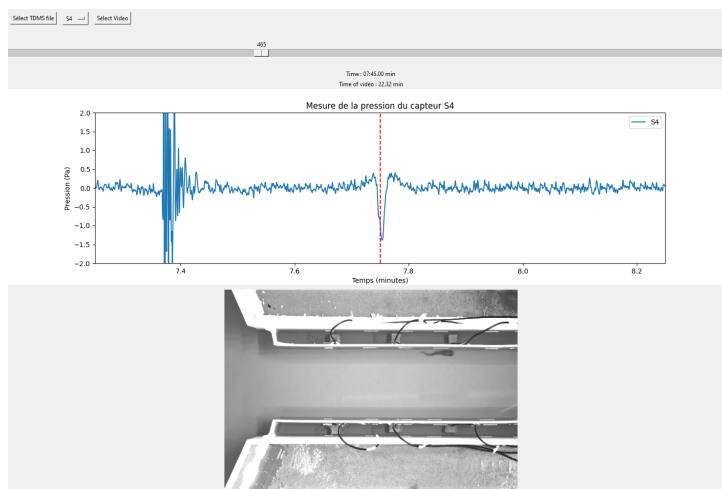 Sélect TDMS file S4 Sélect Video
465
Time : 07:45.00 min
Time of video : 22.32 min
Mesure de la pression du capteur S4
Pression (Pa)
2.0
1.5
1.0
0.5
0.0
−0.5
−1.0
−1.5
−2.0
S4
7.4 7.6 7.8 8.0 8.2
Temps (minutes)